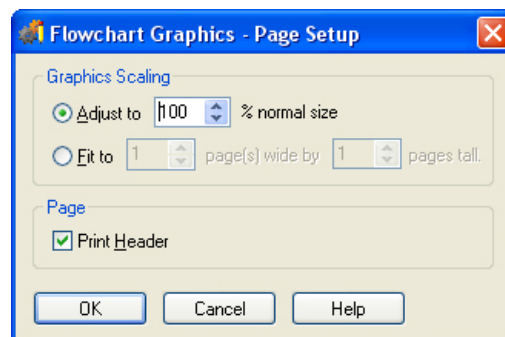 Flowchart Graphics - Page Setup
Graphics Scaling
Adjust to 100 % normal size
Fit to 1 page(s) wide by 1 pages tall.
Page
Print Header
OK Cancel Help